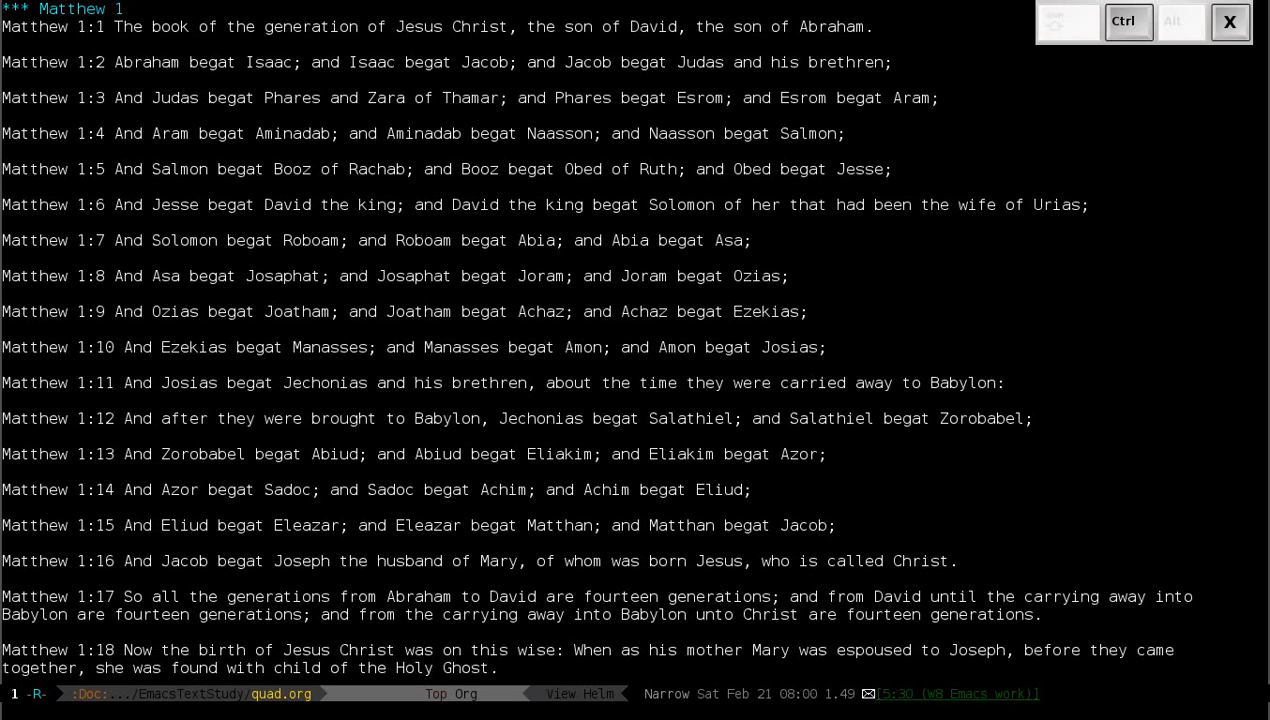 *** Matthew 1
Matthew 1:1 The book of the generation of Jesus Christ, the son of David, the son of Abraham.
Ctrl
Alt
X
Matthew 1:2 Abraham begat Isaac; and Isaac begat Jacob; and Jacob begat Judas and his brethren;
Matthew 1:3 And Judas begat Phares and Zara of Thamar; and Phares begat Esrom; and Esrom begat Aram;
Matthew 1:4 And Aram begat Aminadab; and Aminadab begat Naasson; and Naasson begat Salmon;
Matthew 1:5 And Salmon begat Booz of Rachab; and Booz begat Obed of Ruth; and Obed begat Jesse;
Matthew 1:6 And Jesse begat David the king; and David the king begat Solomon of her that had been the wife of Urias;
Matthew 1:7 And Solomon begat Roboam; and Roboam begat Abia; and Abia begat Asa;
Matthew 1:8 And Asa begat Josaphat; and Josaphat begat Joram; and Joram begat Ozias;
Matthew 1:9 And Ozias begat Joatham; and Joatham begat Achaz; and Achaz begat Ezekias;
Matthew 1:10 And Ezekias begat Manasses; and Manasses begat Amon; and Amon begat Josias;
Matthew 1:11 And Josias begat Jechonias and his brethren, about the time they were carried away to Babylon:
Matthew 1:12 And after they were brought to Babylon, Jechonias begat Salathiel; and Salathiel begat Zorobabel;
Matthew 1:13 And Zorobabel begat Abiud; and Abiud begat Eliakim; and Eliakim begat Azor;
Matthew 1:14 And Azor begat Sadoc; and Sadoc begat Achim; and Achim begat Eliud;
Matthew 1:15 And Eliud begat Eleazar; and Eleazar begat Matthan; and Matthan begat Jacob;
Matthew 1:16 And Jacob begat Joseph the husband of Mary, of whom was born Jesus, who is called Christ.
Matthew 1:17 So all the generations from Abraham to David are fourteen generations; and from David until the carrying away into
Babylon are fourteen generations; and from the carrying away into Babylon unto Christ are fourteen generations.
Matthew 1:18 Now the birth of Jesus Christ was on this wise: When as his mother Mary was espoused to Joseph, before they came
together, she was found with child of the Holy Ghost.
1 -R- :Doc:.../EmacsTextStudy/quad.org Top Org View Helm Narrow Sat Feb 21 08:00 1.49 [5:30 (W8 Emacs work)]